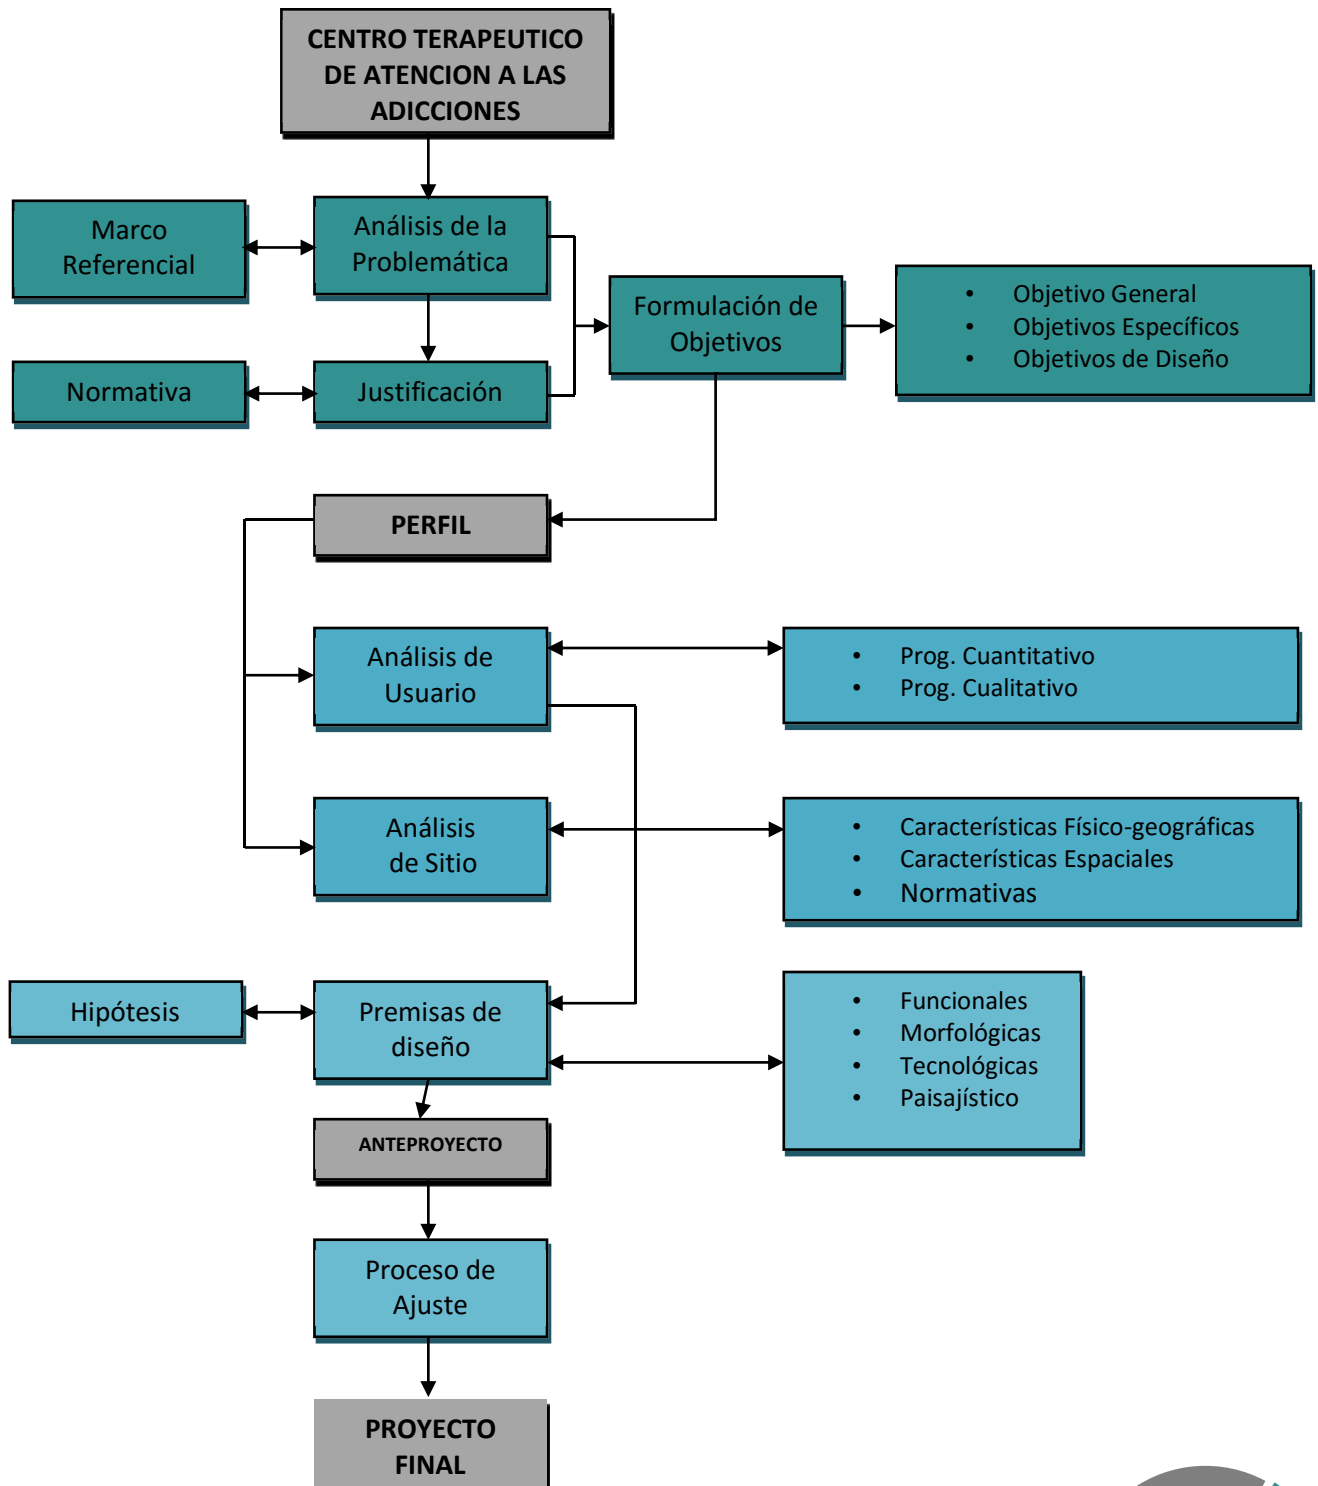 CENTRO TERAPEUTICO
DE ATENCION A LAS
ADICCIONES
Marco
Referencial
Análisis de la
Problemática
Formulación de
Objetivos
• Objetivo General
• Objetivos Específicos
• Objetivos de Diseño
Normativa
Justificación
PERFIL
Análisis de
Usuario
• Prog. Cuantitativo
• Prog. Cualitativo
Análisis
de Sitio
• Características Físico-geográficas
• Características Espaciales
• Normativas
Hipótesis
Premisas de
diseño
• Funcionales
• Morfológicas
• Tecnológicas
• Paisajístico
ANTEPROYECTO
Proceso de
Ajuste
PROYECTO
FINAL